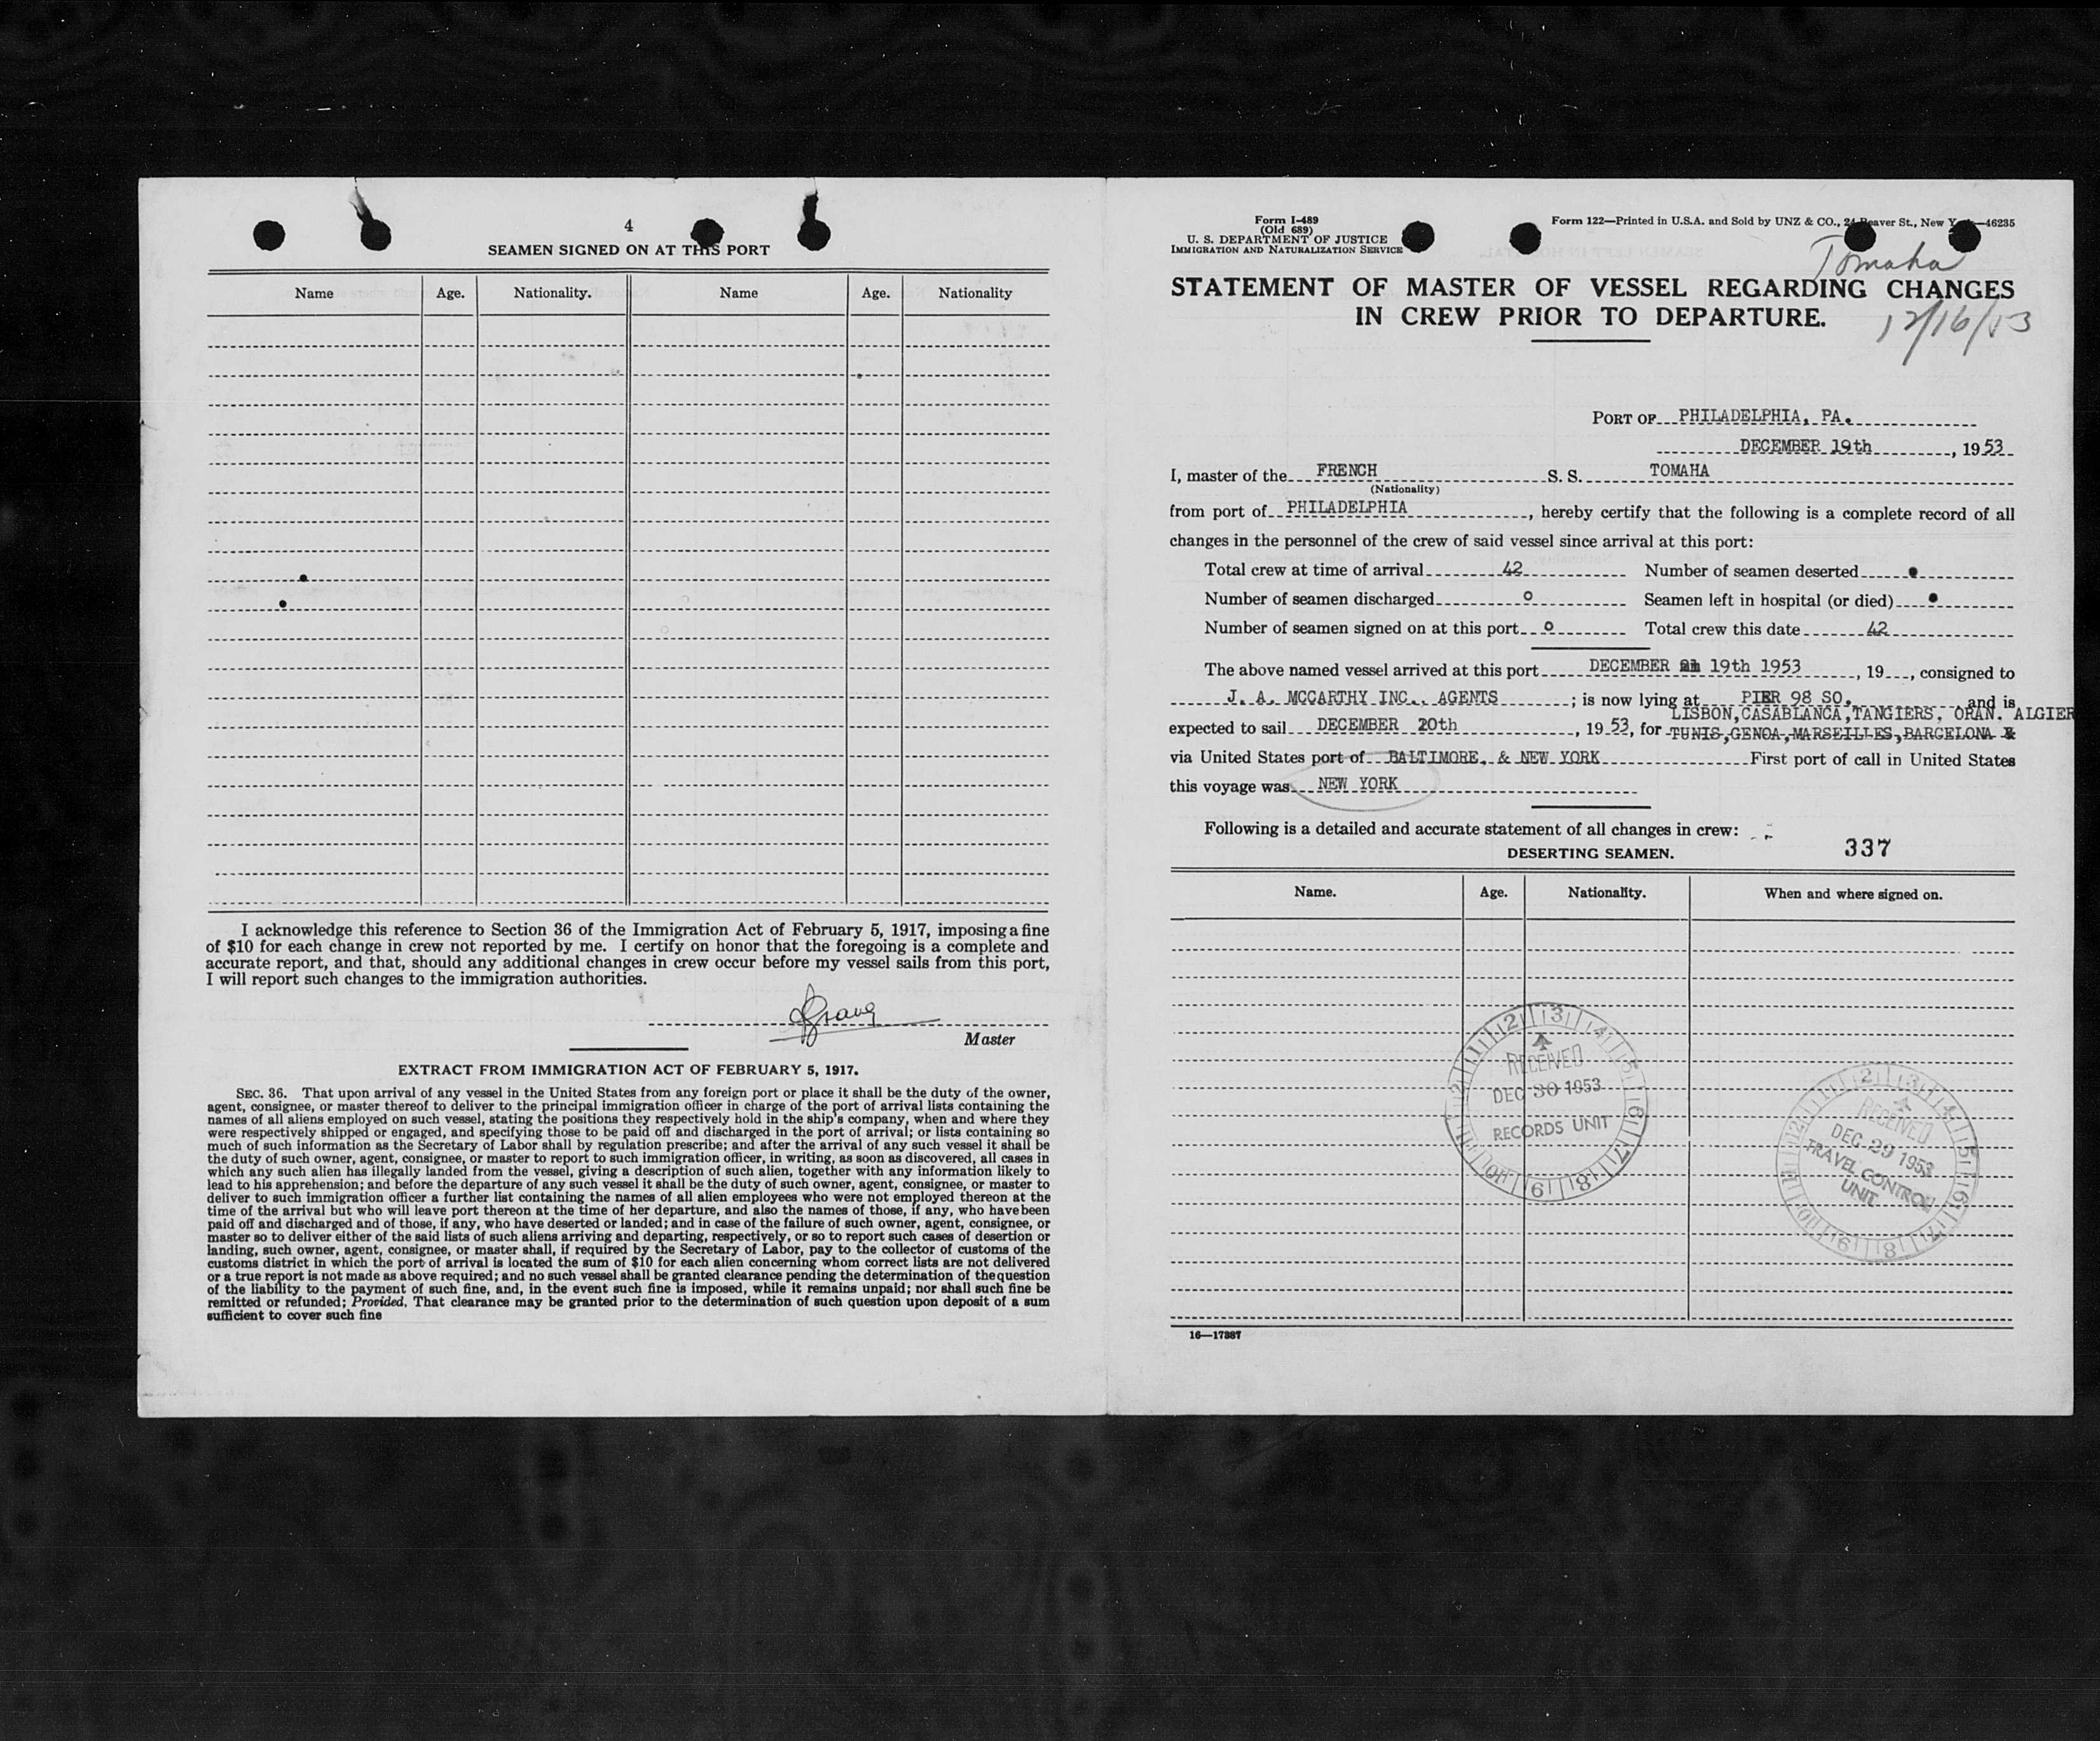 4
SEAMEN SIGNED ON AT THIS PORT
Name Age. Nationality. Name Age. Nationality
I acknowledge this reference to Section 36 of the Immigration Act of February 5, 1917, imposing a fine
of $10 for each change in crew not reported by me. I certify on honor that the foregoing is a complete and
accurate report, and that, should any additional changes in crew occur before my vessel sails from this port,
I will report such changes to the immigration authorities.
Master
EXTRACT FROM IMMIGRATION ACT OF FEBRUARY 5, 1917.
SEC. 36. That upon arrival of any vessel in the United States from any foreign port or place it shall be the duty of the owner,
agent, consignee, or master thereof to deliver to the principal immigration officer in charge of the port of arrival lists containing the
names of all aliens employed on such vessel, stating the positions they respectively hold in the ship's company, when and where they
were respectively shipped or engaged, and specifying those to be paid off and discharged in the port of arrival; or lists containing so
much of such information as the Secretary of Labor shall by regulation prescribe; and after the arrival of any such vessel it shall be
the duty of such owner, agent, consignee, or master to report to such immigration officer, in writing, as soon as discovered, all cases in
which any such alien has illegally landed from the vessel, giving a description of such alien, together with any information likely to
lead to his apprehension; and before the departure of any such vessel it shall be the duty of such owner, agent, consignee, or master to
deliver to such immigration officer a further list containing the names of all alien employees who were not employed thereon at the
time of the arrival but who will leave port thereon at the time of her departure, and also the names of those, if any, who have been
paid off and discharged and of those, if any, who have deserted or landed; and in case of the failure of such owner, agent, consignee, or
master so to deliver either of the said lists of such aliens arriving and departing, respectively, or so to report such cases of desertion or
landing, such owner, agent, consignee, or master shall, if required by the Secretary of Labor, pay to the collector of customs of the
customs district in which the port of arrival is located the sum of $10 for each alien concerning whom correct lists are not delivered
or a true report is not made as above required; and no such vessel shall be granted clearance pending the determination of the question
of the liability to the payment of such fine, and, in the event such fine is imposed, while it remains unpaid; nor shall such fine be
remitted or refunded; Provided, That clearance may be granted prior to the determination of such question upon deposit of a sum
sufficient to cover such fine
Form I-489
(Old 689)
U. S. DEPARTMENT OF JUSTICE
IMMIGRATION AND NATURALIZATION SERVICE
Form 122—Printed in U.S.A. and Sold by UNZ & CO., 24 Beaver St., New York—46235
Tomaha
STATEMENT OF MASTER OF VESSEL REGARDING CHANGES
IN CREW PRIOR TO DEPARTURE.
12/16/53
PORT OF PHILADELPHIA, PA.
DECEMBER 19th, 1953
I, master of the FRENCH S. S. TOMAHA
(Nationality)
from port of PHILADELPHIA, hereby certify that the following is a complete record of all
changes in the personnel of the crew of said vessel since arrival at this port:
Total crew at time of arrival 42 Number of seamen deserted
Number of seamen discharged o Seamen left in hospital (or died)
Number of seamen signed on at this port o Total crew this date 42
The above named vessel arrived at this port DECEMBER 19th 1953, 19, consigned to
J. A. MCCARTHY INC., AGENTS; is now lying at PIER 98 SO. and is
LISBON, CASABLANCA, TANGIERS, ORAN. ALGIER
expected to sail DECEMBER 20th, 1953, for TUNIS, GENOA, MARSEILLES, BARCELONA &
via United States port of BALTIMORE, & NEW YORK First port of call in United States
this voyage was NEW YORK
Following is a detailed and accurate statement of all changes in crew:
337
DESERTING SEAMEN.
Name. Age. Nationality. When and where signed on.
RECEIVED
DEC 30 1953
RECORDS UNIT
RECEIVED
DEC 29 1953
TRAVEL CONTROL
UNIT
16—17887